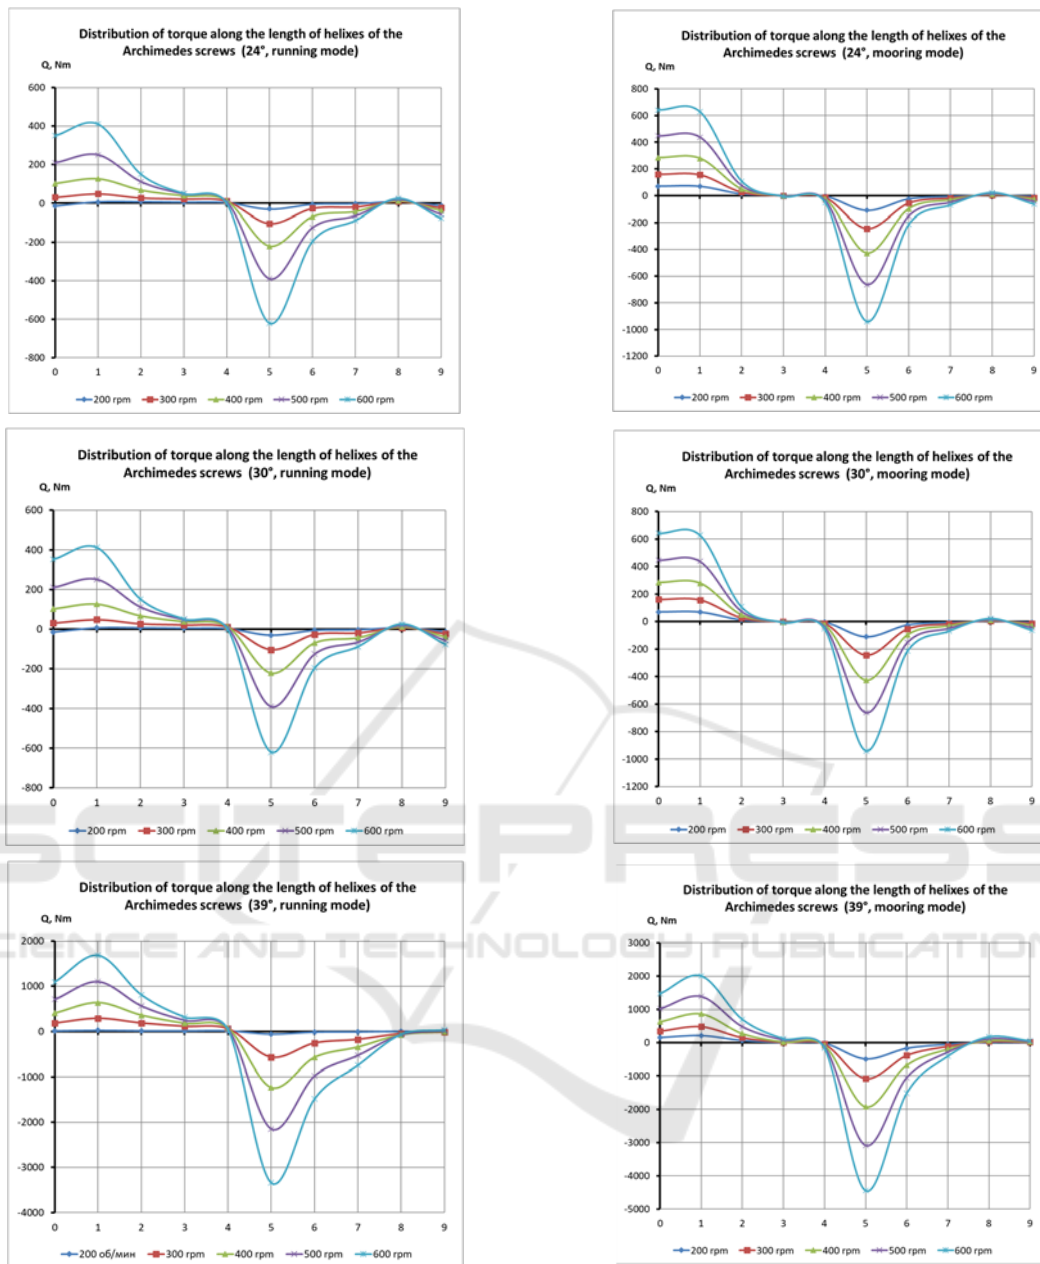 Distribution of torque along the length of helixes of the
Archimedes screws (24°, running mode)
Q, Nm
600
400
200
0
-200
-400
-600
-800
0 1 2 3 4 5 6 7 8 9
200 rpm 300 rpm 400 rpm 500 rpm 600 rpm
Distribution of torque along the length of helixes of the
Archimedes screws (24°, mooring mode)
Q, Nm
800
600
400
200
0
-200
-400
-600
-800
-1000
-1200
0 1 2 3 4 5 6 7 8 9
200 rpm 300 rpm 400 rpm 500 rpm 600 rpm
Distribution of torque along the length of helixes of the
Archimedes screws (30°, running mode)
Q, Nm
600
400
200
0
-200
-400
-600
-800
0 1 2 3 4 5 6 7 8 9
200 rpm 300 rpm 400 rpm 500 rpm 600 rpm
Distribution of torque along the length of helixes of the
Archimedes screws (30°, mooring mode)
Q, Nm
800
600
400
200
0
-200
-400
-600
-800
-1000
-1200
0 1 2 3 4 5 6 7 8 9
200 rpm 300 rpm 400 rpm 500 rpm 600 rpm
SCITEPRESS
SCIENCE AND TECHNOLOGY PUBLICATION
Distribution of torque along the length of helixes of the
Archimedes screws (39°, running mode)
Q, Nm
2000
1000
0
-1000
-2000
-3000
-4000
0 1 2 3 4 5 6 7 8 9
200 об/мин 300 rpm 400 rpm 500 rpm 600 rpm
Distribution of torque along the length of helixes of the
Archimedes screws (39°, mooring mode)
Q, Nm
3000
2000
1000
0
-1000
-2000
-3000
-4000
-5000
0 1 2 3 4 5 6 7 8 9
200 rpm 300 rpm 400 rpm 500 rpm 600 rpm